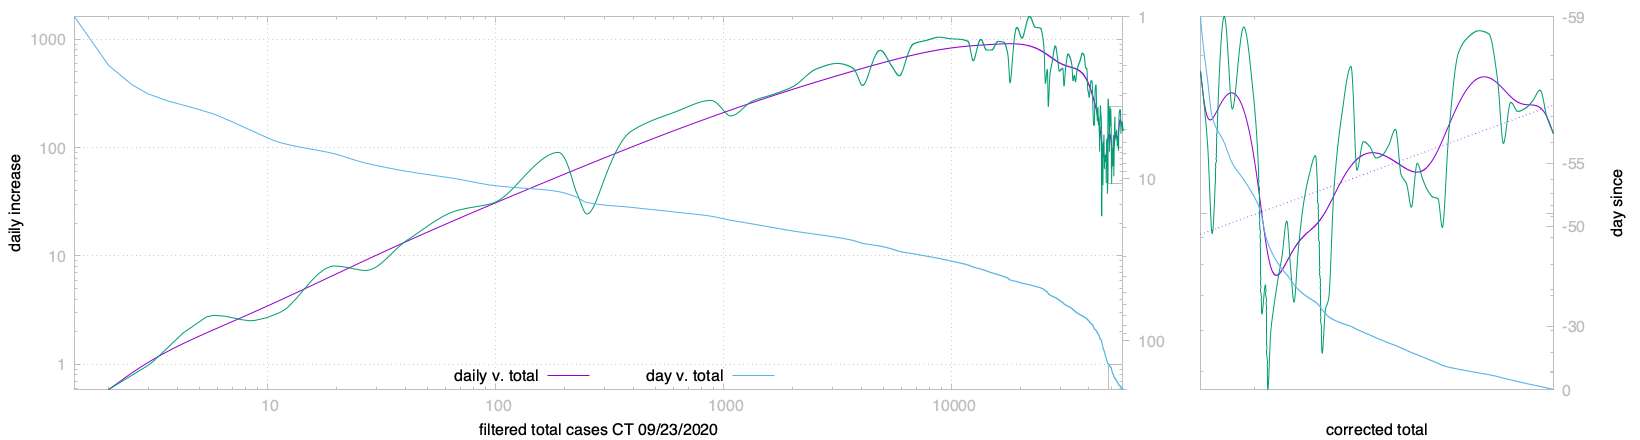 1000
100
10
1
daily increase
10
100
1000
10000
filtered total cases CT 09/23/2020
daily v. total
day v. total
1
10
100
-59
-55
-50
-30
0
day since
corrected total